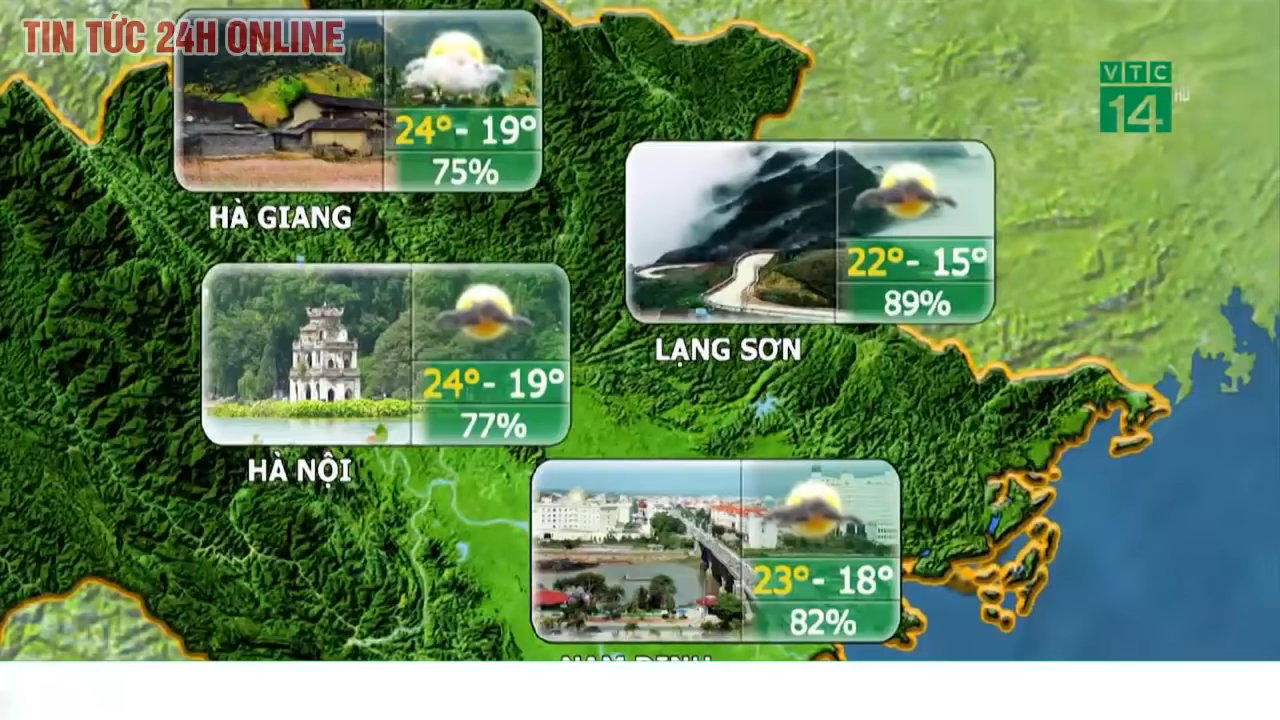 TIN TỨC 24H ONLINE
VTC
14
HD
24°- 19°
75%
HÀ GIANG
22°- 15°
89%
LẠNG SƠN
24°- 19°
77%
HÀ NỘI
23°- 18°
82%